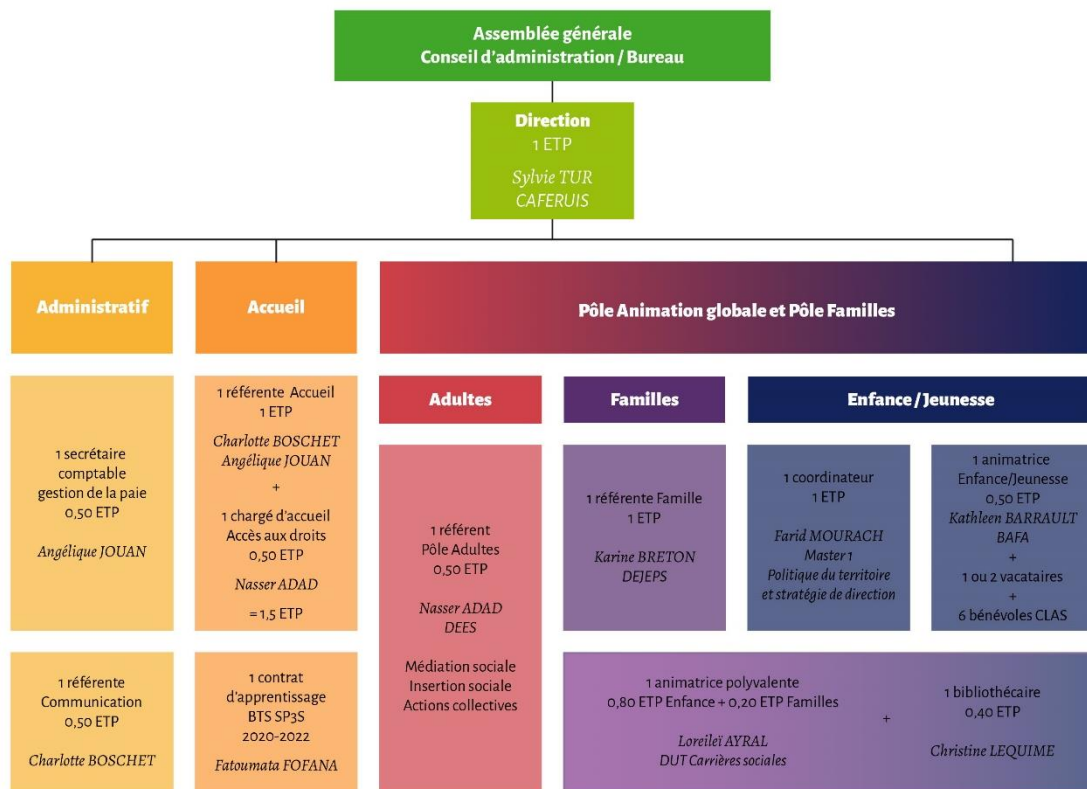 Assemblée générale
Conseil d'administration / Bureau
Direction
1 ETP
Sylvie TUR
CAFERUIS
Administratif
Accueil
Pôle Animation globale et Pôle Familles
1 secrétaire
comptable
gestion de la paie
0,50 ETP
Angélique JOUAN
1 référente Accueil
1 ETP
Charlotte BOSCHET
Angélique JOUAN
+
1 chargé d'accueil
Accès aux droits
0,50 ETP
Nasser ADAD
= 1,5 ETP
Adultes
Familles
Enfance / Jeunesse
1 référent
Pôle Adultes
0,50 ETP
Nasser ADAD
DEES
Médiation sociale
Insertion sociale
Actions collectives
1 référente Famille
1 ETP
Karine BRETON
DEJEPS
1 coordinateur
1 ETP
Farid MOURACH
Master 1
Politique du territoire
et stratégie de direction
1 animatrice
Enfance/Jeunesse
0,50 ETP
Kathleen BARRAULT
BAFA
+
1 ou 2 vacataires
+
6 bénévoles CLAS
1 référente
Communication
0,50 ETP
Charlotte BOSCHET
1 contrat
d'apprentissage
BTS SP3S
2020-2022
Fatoumata FOFANA
1 animatrice polyvalente
0,80 ETP Enfance + 0,20 ETP Familles
Loreileï AYRAL
DUT Carrières sociales
+
1 bibliothécaire
0,40 ETP
Christine LEQUIME